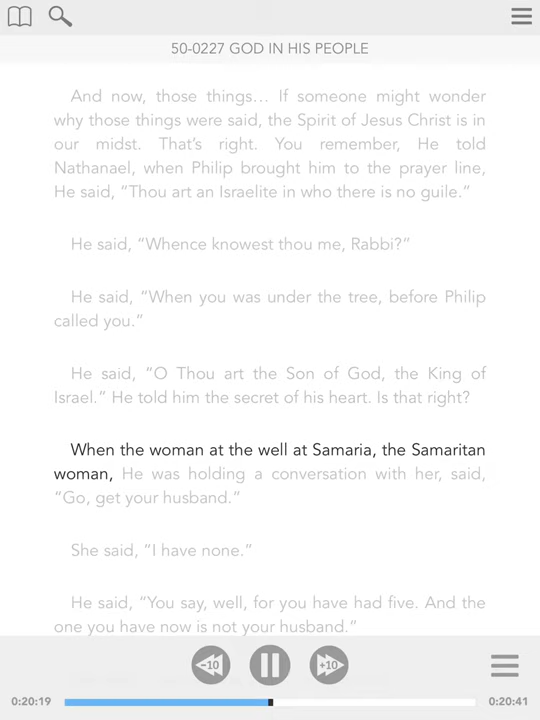 50-0227 GOD IN HIS PEOPLE
And now, those things… If someone might wonder
why those things were said, the Spirit of Jesus Christ is in
our midst. That’s right. You remember, He told
Nathanael, when Philip brought him to the prayer line,
He said, “Thou art an Israelite in who there is no guile.”
He said, “Whence knowest thou me, Rabbi?”
He said, “When you was under the tree, before Philip
called you.”
He said, “O Thou art the Son of God, the King of
Israel.” He told him the secret of his heart. Is that right?
When the woman at the well at Samaria, the Samaritan
woman, He was holding a conversation with her, said,
“Go, get your husband.”
She said, “I have none.”
He said, “You say, well, for you have had five. And the
one you have now is not your husband.”
-10
+10
0:20:19
0:20:41